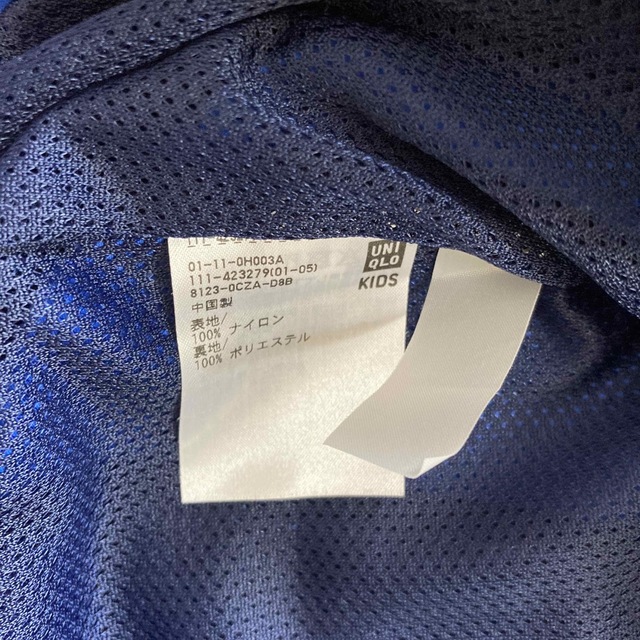 01-11-0H003A
111-423279(01-05)
8123-0CZA-D8B
中国製
表地/
100% ナイロン
裏地/
100% ポリエステル
UNI
QLO
KIDS